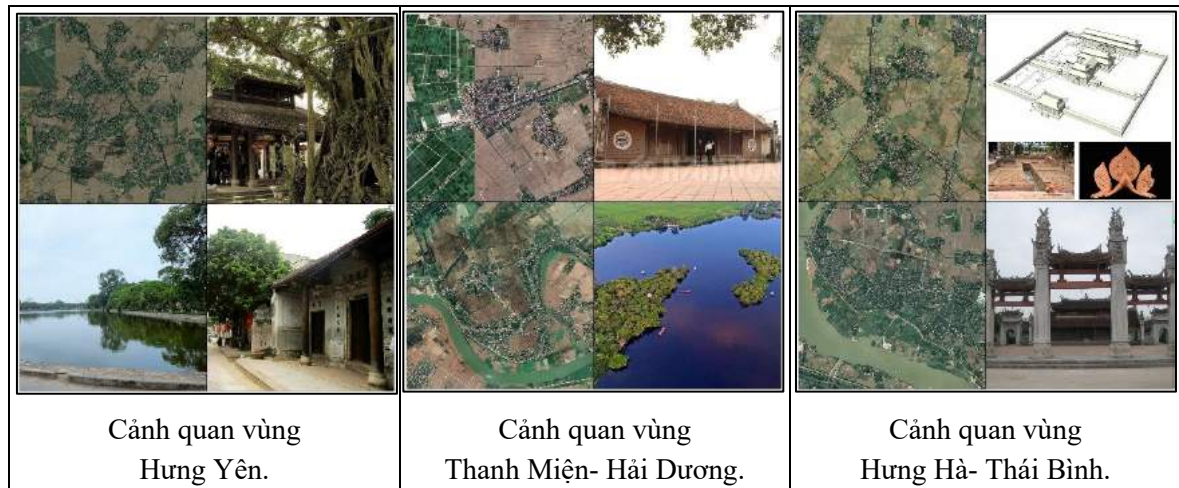 Cảnh quan vùng
Hưng Yên.
Cảnh quan vùng
Thanh Miện- Hải Dương.
Cảnh quan vùng
Hưng Hà- Thái Bình.